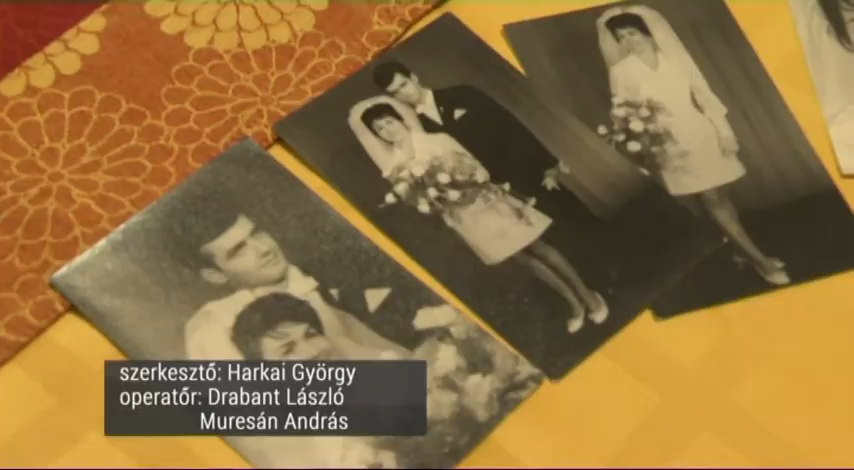 szerkesztő: Harkai György
operatőr: Drabant László
Muresán András